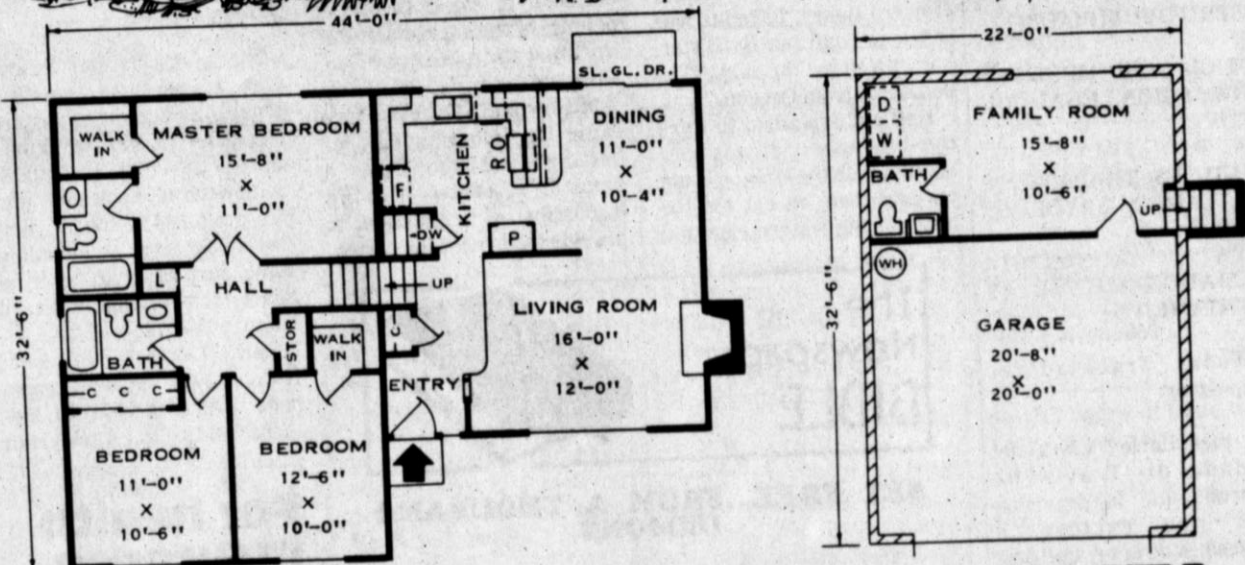 44'-0"
22'-0"
SL. GL. DR.
WALK
IN
MASTER BEDROOM
15'-8"
X
11'-0"
KITCHEN
R O
F
DINING
11'-0"
X
10'-4"
DW
P
L
HALL
UP
C
STOR
WALK
IN
LIVING ROOM
16'-0"
X
12'-0"
32'-6"
BATH
C C C
ENTRY
BEDROOM
11'-0"
X
10'-6"
BEDROOM
12'-6"
X
10'-0"
D
W
FAMILY ROOM
15'-8"
X
10'-6"
BATH
UP
WH
32'-6"
GARAGE
20'-8"
X
20'-0"